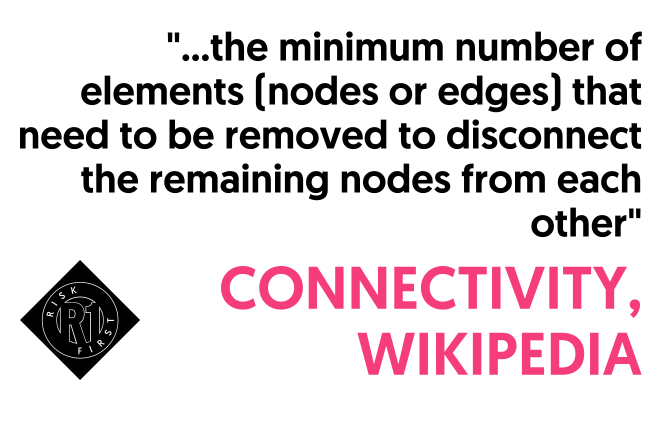 "...the minimum number of
elements (nodes or edges) that
need to be removed to disconnect
the remaining nodes from each
other"
CONNECTIVITY,
WIKIPEDIA
RISK
R1
FIRST